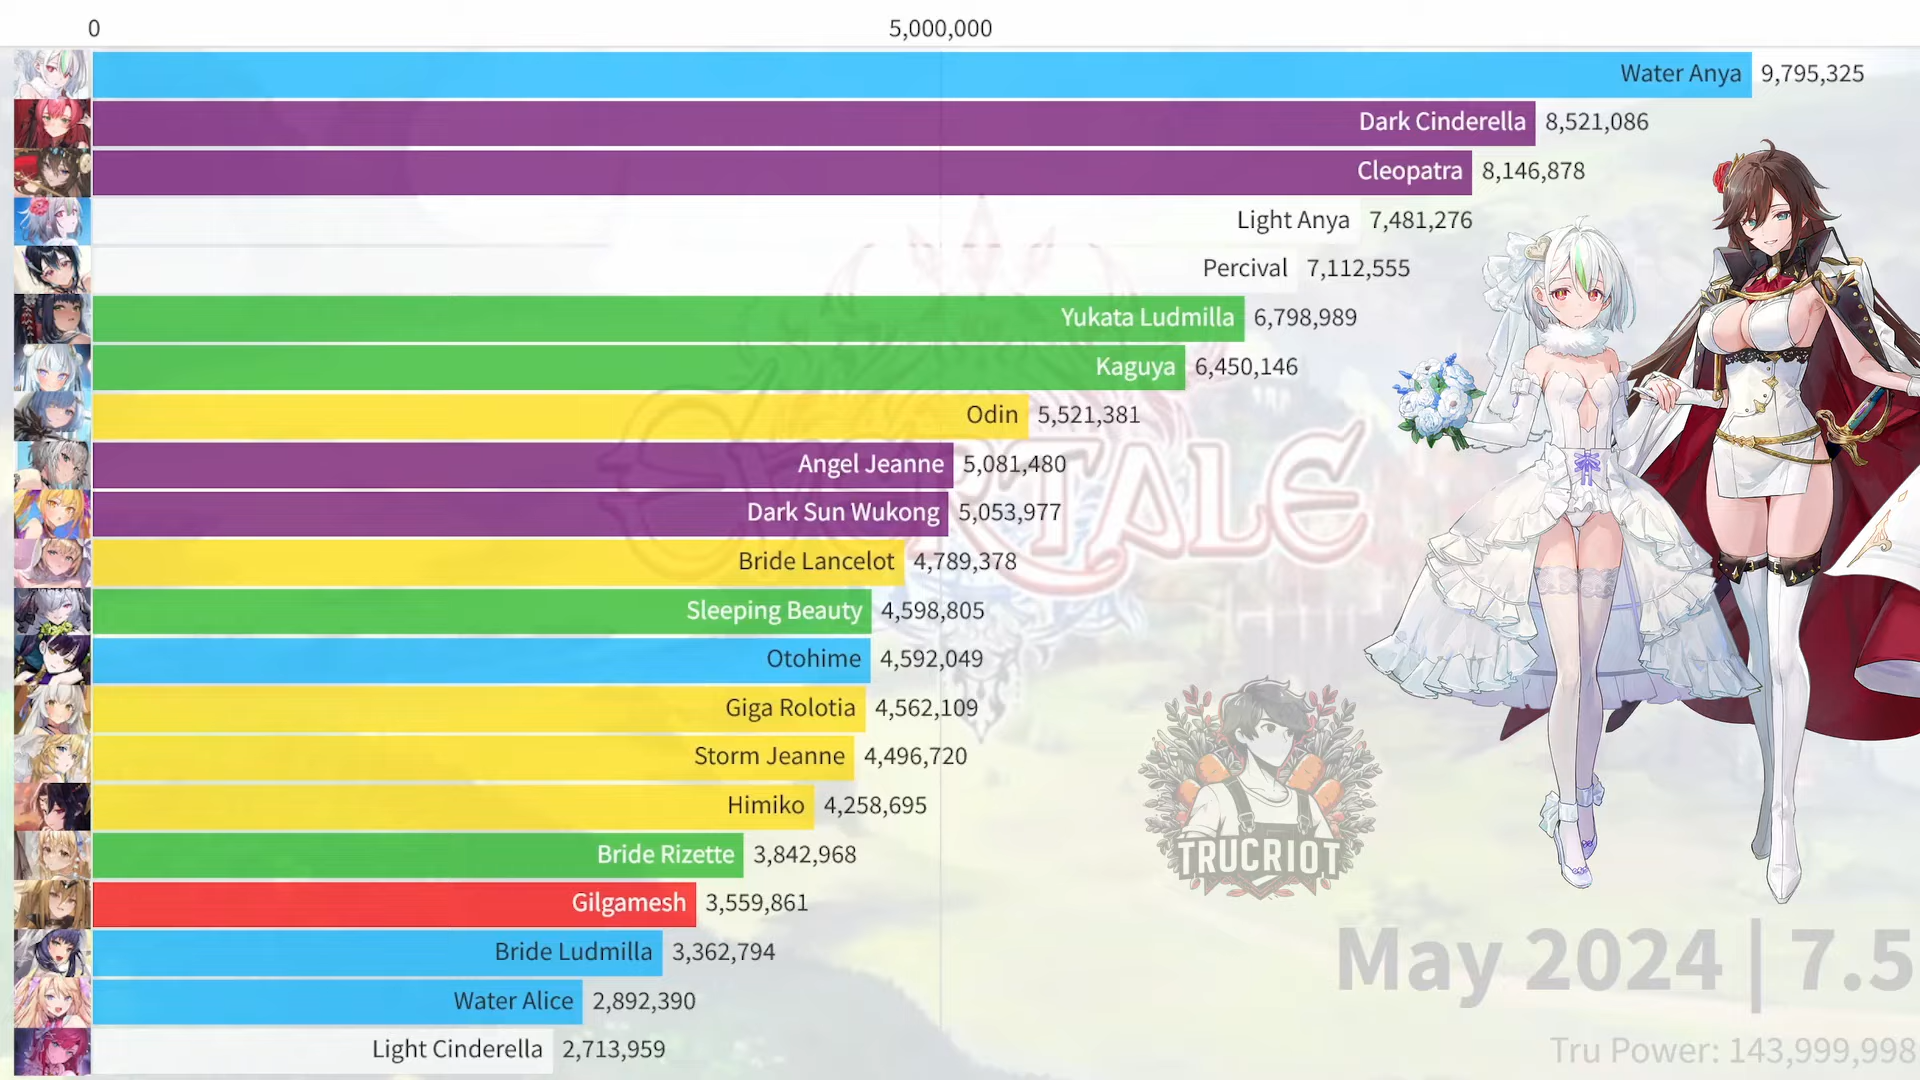 0 5,000,000
Water Anya 9,795,325
Dark Cinderella 8,521,086
Cleopatra 8,146,878
Light Anya 7,481,276
Percival 7,112,555
Yukata Ludmilla 6,798,989
Kaguya 6,450,146
Odin 5,521,381
Angel Jeanne 5,081,480
Dark Sun Wukong 5,053,977
Bride Lancelot 4,789,378
Sleeping Beauty 4,598,805
Otohime 4,592,049
Giga Rolotia 4,562,109
Storm Jeanne 4,496,720
Himiko 4,258,695
Bride Rizette 3,842,968
Gilgamesh 3,559,861
Bride Ludmilla 3,362,794
Water Alice 2,892,390
Light Cinderella 2,713,959
EVERTALE
TRUCRIOT
May 2024 | 7.5
Tru Power: 143,999,998